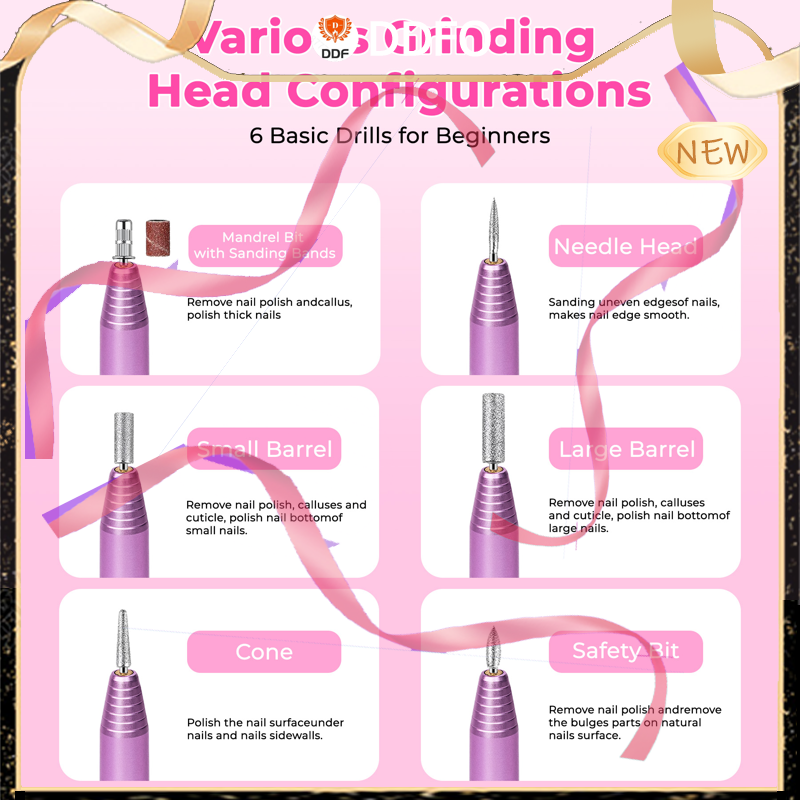 Various Grinding
DDF
Head Configurations
6 Basic Drills for Beginners
NEW
Mandrel Bit
with Sanding Bands
Remove nail polish andcallus,
polish thick nails
Needle Head
Sanding uneven edgesof nails,
makes nail edge smooth.
Small Barrel
Remove nail polish, calluses and
cuticle, polish nail bottomof
small nails.
Large Barrel
Remove nail polish, calluses
and cuticle, polish nail bottomof
large nails.
Cone
Polish the nail surfaceunder
nails and nails sidewalls.
Safety Bit
Remove nail polish andremove
the bulges parts on natural
nails surface.